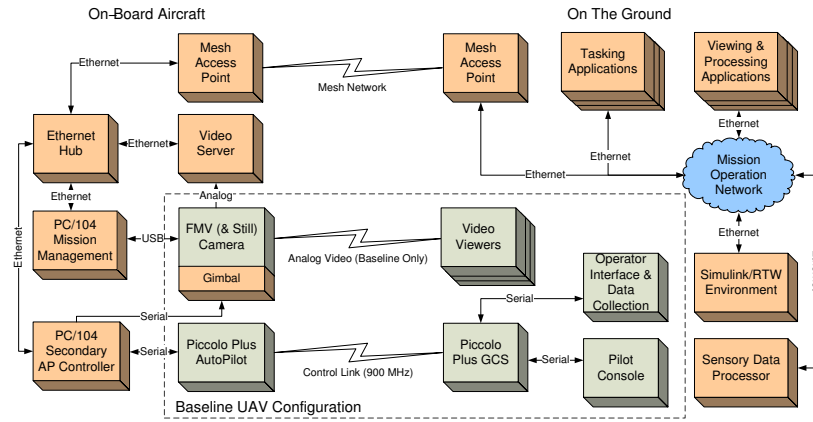 On-Board Aircraft
On The Ground
Mesh
Access
Point
Ethernet
Mesh Network
Mesh
Access
Point
Tasking
Applications
Viewing &
Processing
Applications
Ethernet
Ethernet
Hub
Ethernet
Video
Server
Ethernet
Ethernet
Mission
Operation
Network
Analog
Ethernet
Ethernet
PC/104
Mission
Management
USB
FMV (& Still)
Camera
Gimbal
Analog Video (Baseline Only)
Video
Viewers
Operator
Interface &
Data
Collection
Ethernet
Simulink/RTW
Environment
Serial
Serial
PC/104
Secondary
AP Controller
Serial
Piccolo Plus
AutoPilot
Control Link (900 MHz)
Piccolo
Plus GCS
Serial
Pilot
Console
Sensory Data
Processor
Baseline UAV Configuration